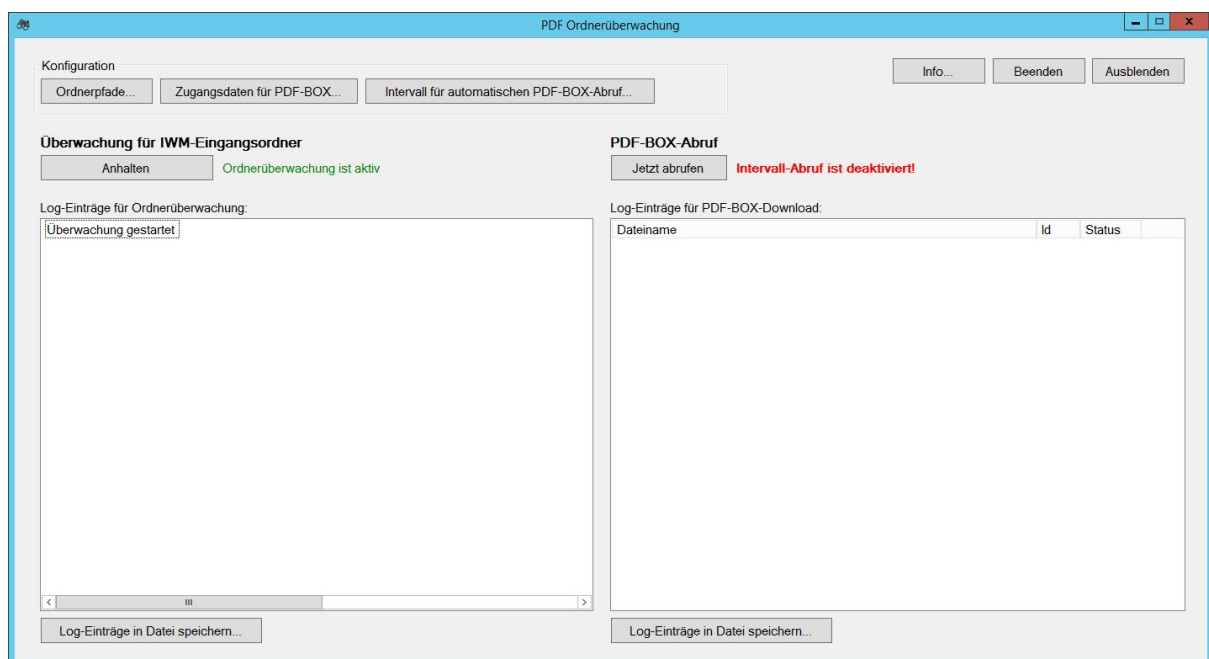 PDF Ordnerüberwachung
Konfiguration
Ordnerpfade... Zugangsdaten für PDF-BOX... Intervall für automatischen PDF-BOX-Abruf...
Info... Beenden Ausblenden
Überwachung für IWM-Eingangsordner
Anhalten Ordnerüberwachung ist aktiv
Log-Einträge für Ordnerüberwachung:
Überwachung gestartet
Log-Einträge in Datei speichern...
PDF-BOX-Abruf
Jetzt abrufen Intervall-Abruf ist deaktiviert!
Log-Einträge für PDF-BOX-Download:
Dateiname Id Status
Log-Einträge in Datei speichern...